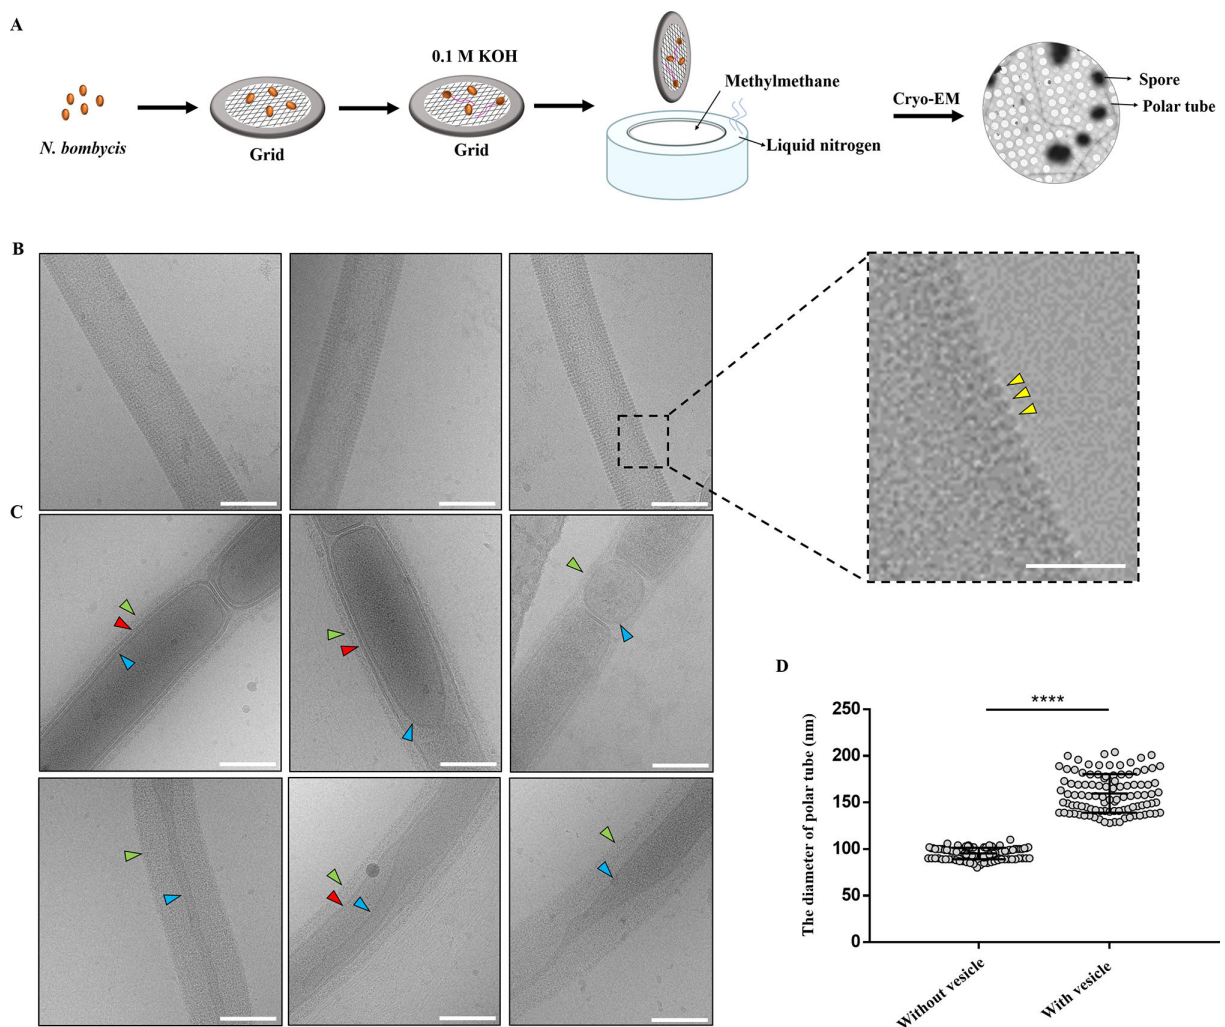 A
0.1 M KOH
Methylmethane
Cryo-EM
Spore
Polar tube
N. bombycis
Grid
Grid
Liquid nitrogen
B
C
D
****
The diameter of polar tube (nm)
250
200
150
100
50
0
Without vesicle
With vesicle